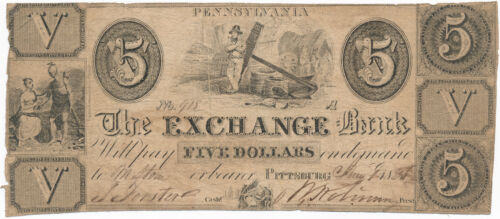 PENNSYLVANIA
V 5 5 5
No. 915 A
The EXCHANGE Bank
V
Will pay FIVE DOLLARS on demand
to or bearer PITTSBURG
V Cash. Prest. 5